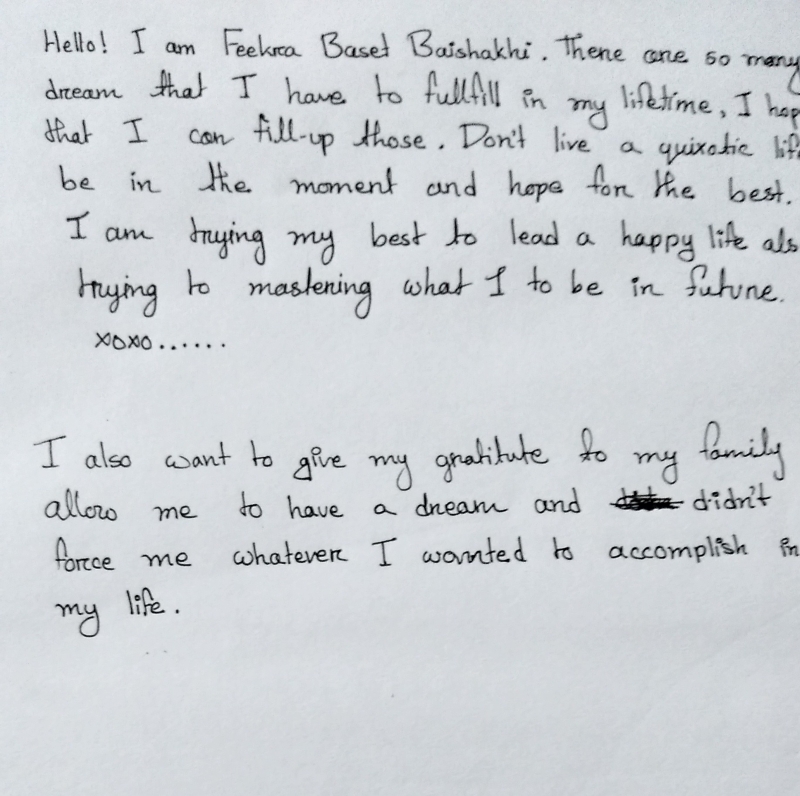 Hello! I am Feekra Baset Baishakhi. There are so many
dream that I have to fullfill in my lifetime, I hop
that I can fill-up those. Don't live a quixotic lif
be in the moment and hope for the best.
I am trying my best to lead a happy life als
trying to mastering what I to be in future.
xoxo......
I also want to give my gratitute to my family
allow me to have a dream and didn't
force me whatever I wanted to accomplish in
my life.